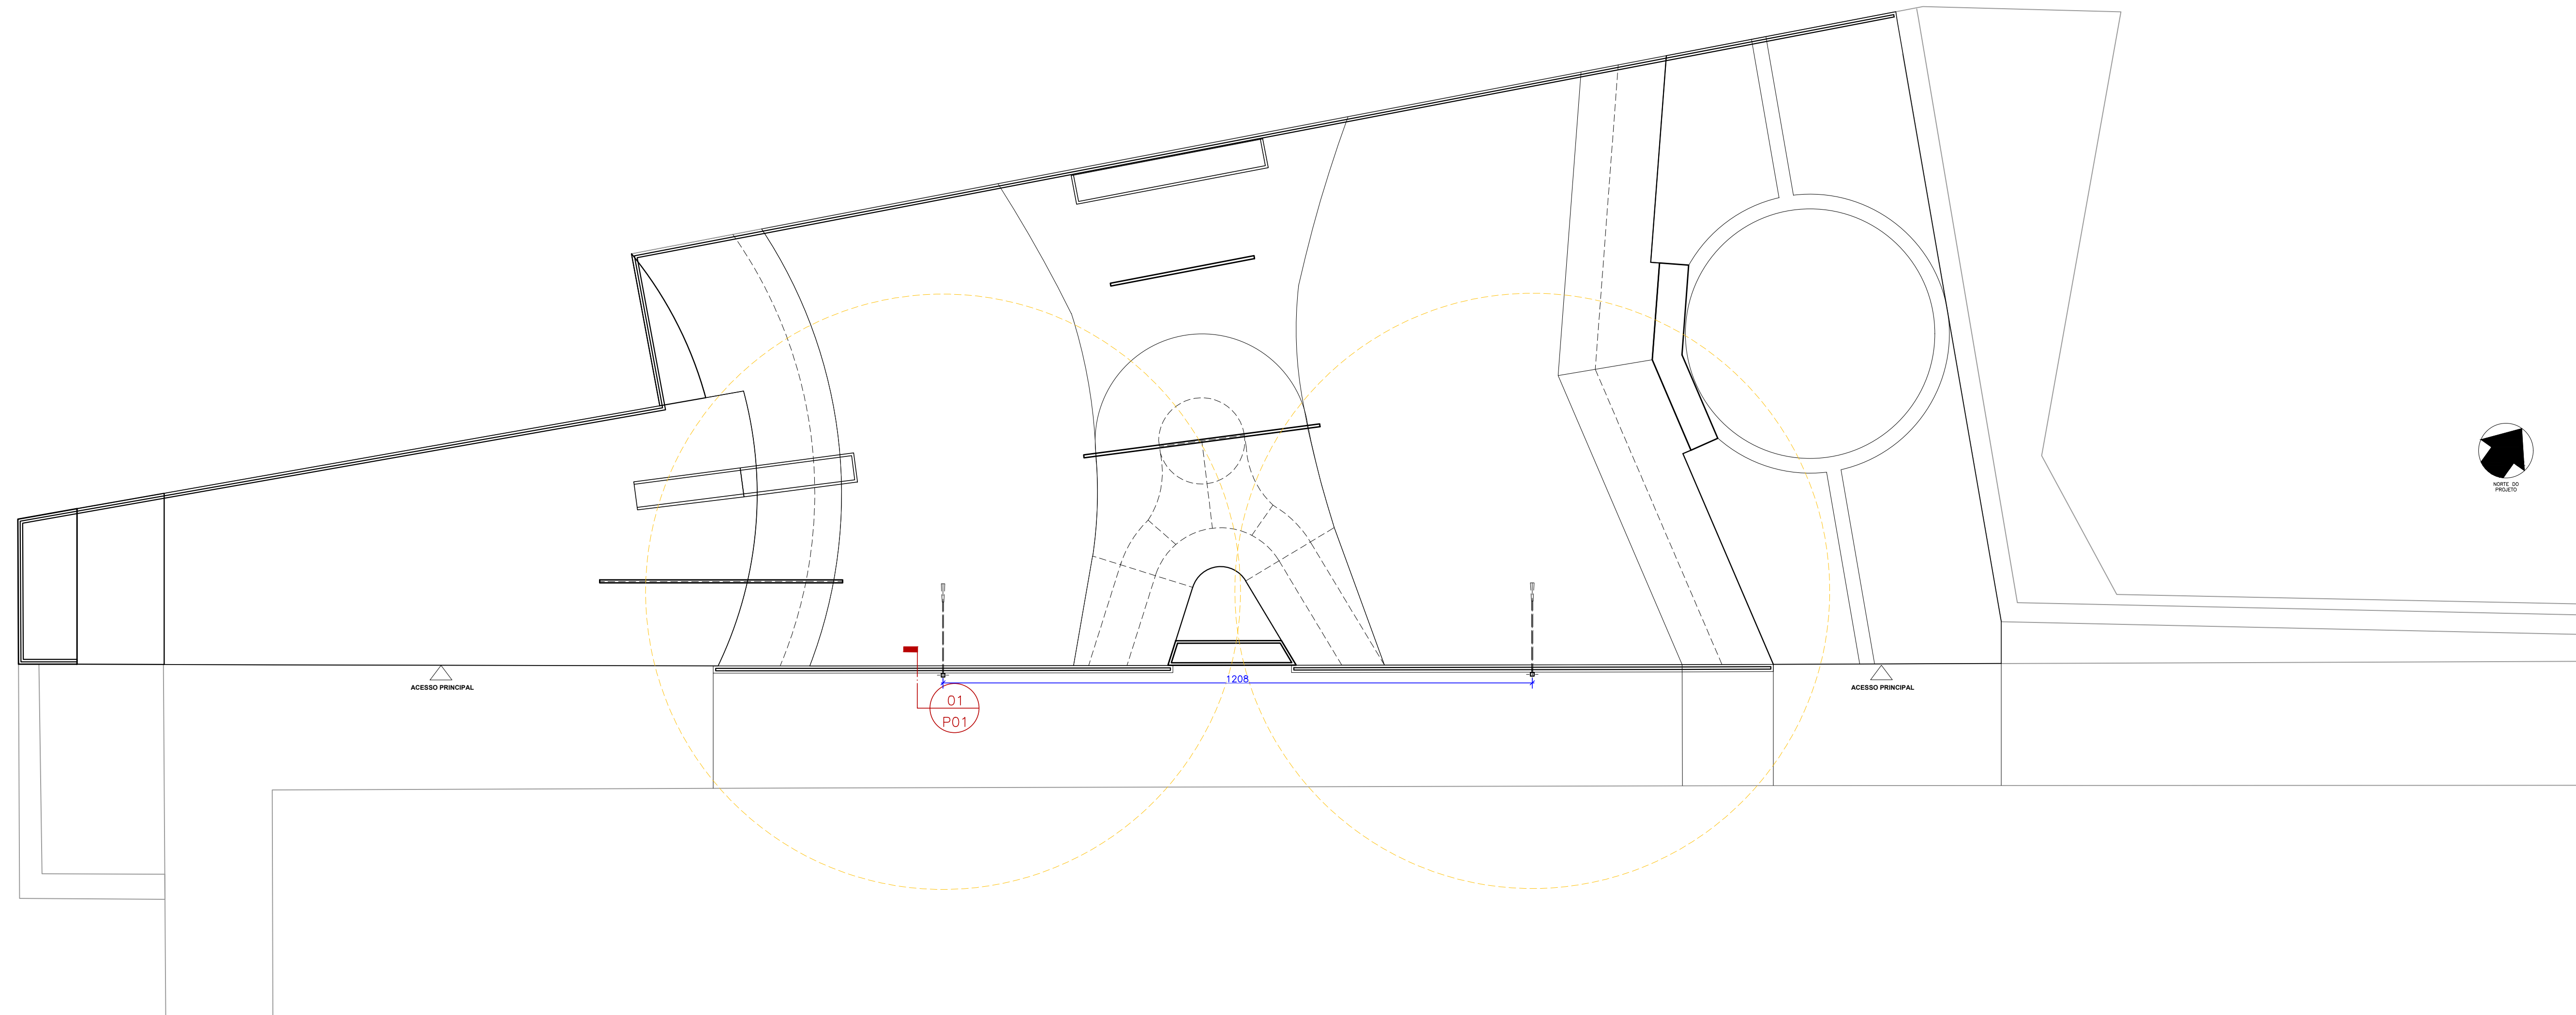 NORTE DO
PROJETO
1208
ACESSO PRINCIPAL
ACESSO PRINCIPAL
01
P01